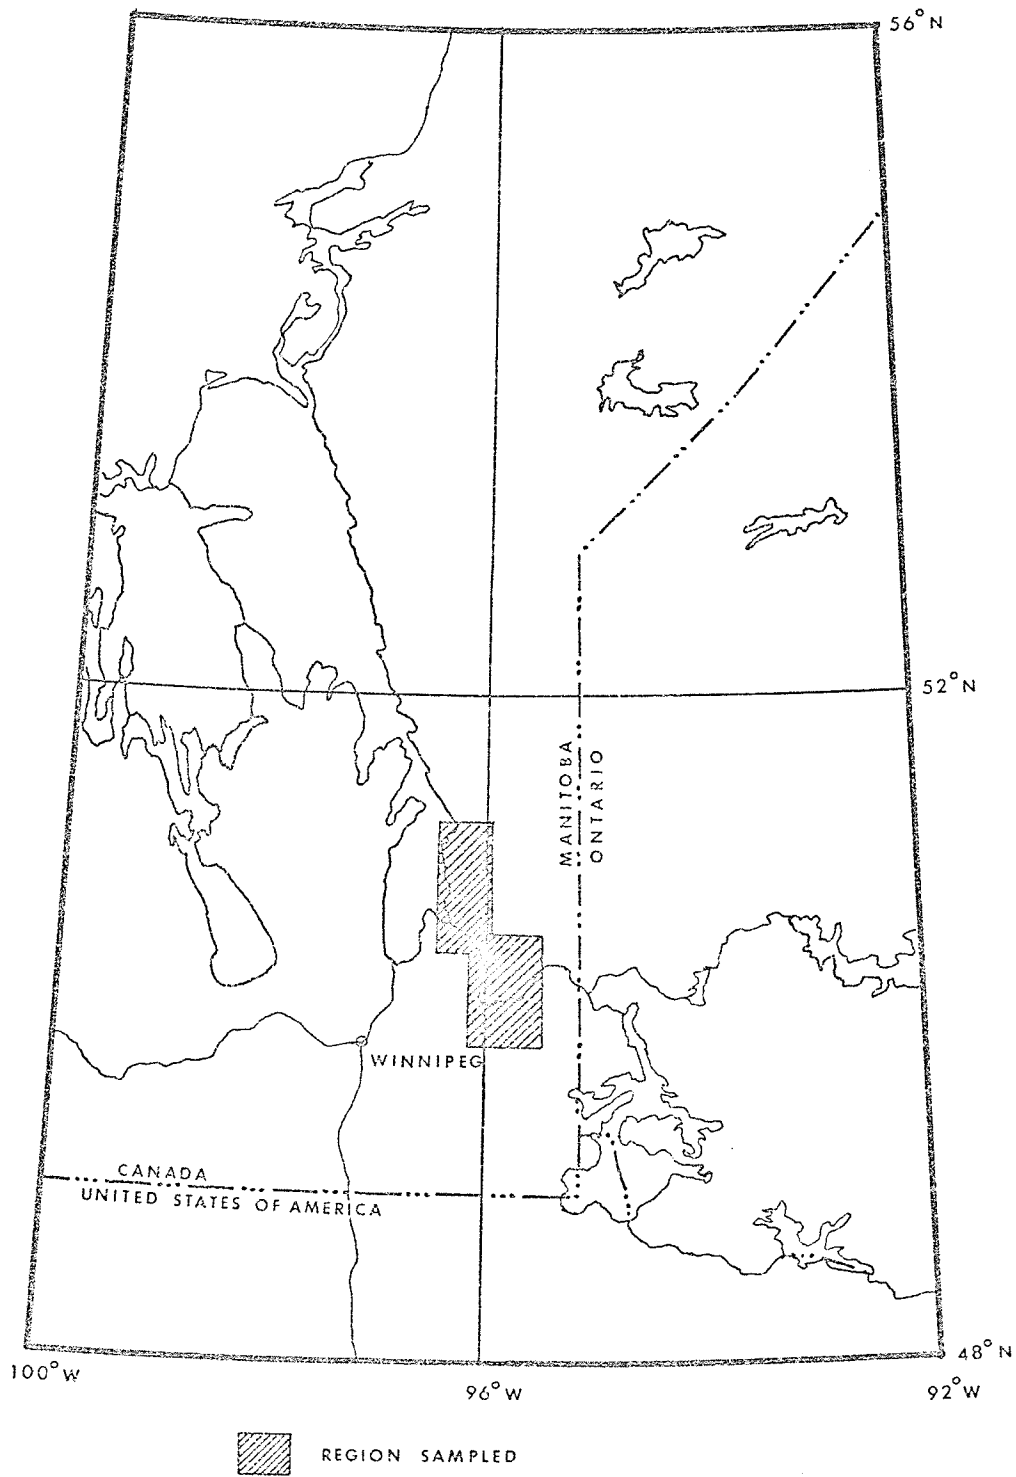 56°N
52°N
MANITOBA
ONTARIO
WINNIPEG
CANADA
UNITED STATES OF AMERICA
48°N
100°W
96°W
92°W
REGION SAMPLED